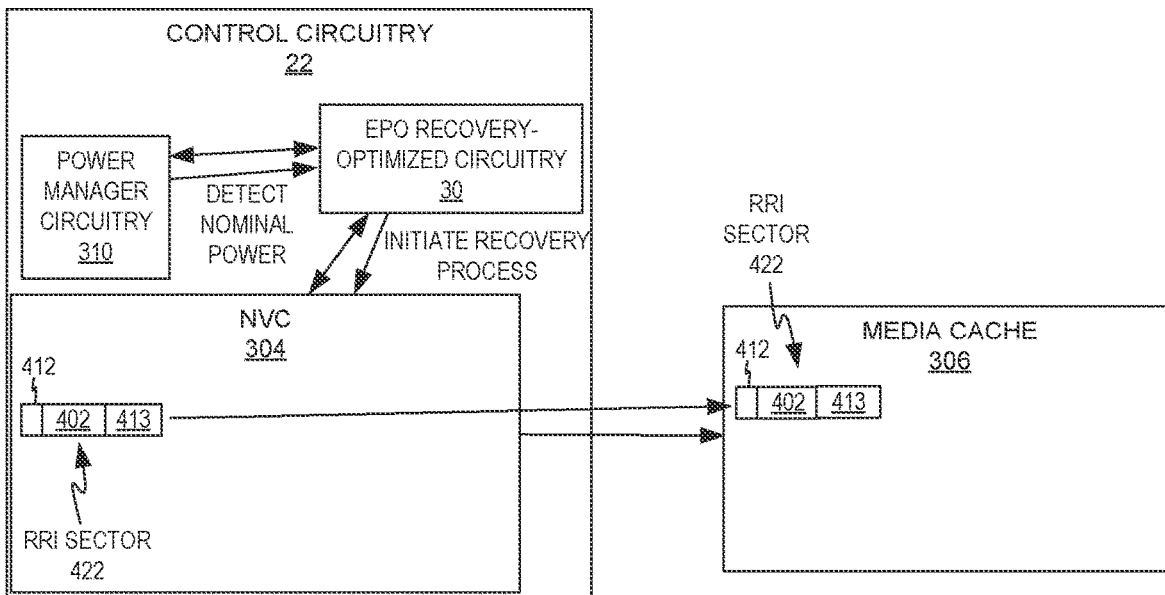 CONTROL CIRCUITRY
22
POWER
MANAGER
CIRCUITRY
310
DETECT
NOMINAL
POWER
EPO RECOVERY-
OPTIMIZED CIRCUITRY
30
INITIATE RECOVERY
PROCESS
NVC
304
412
402 413
RRI SECTOR
422
RRI
SECTOR
422
MEDIA CACHE
306
412
402 413